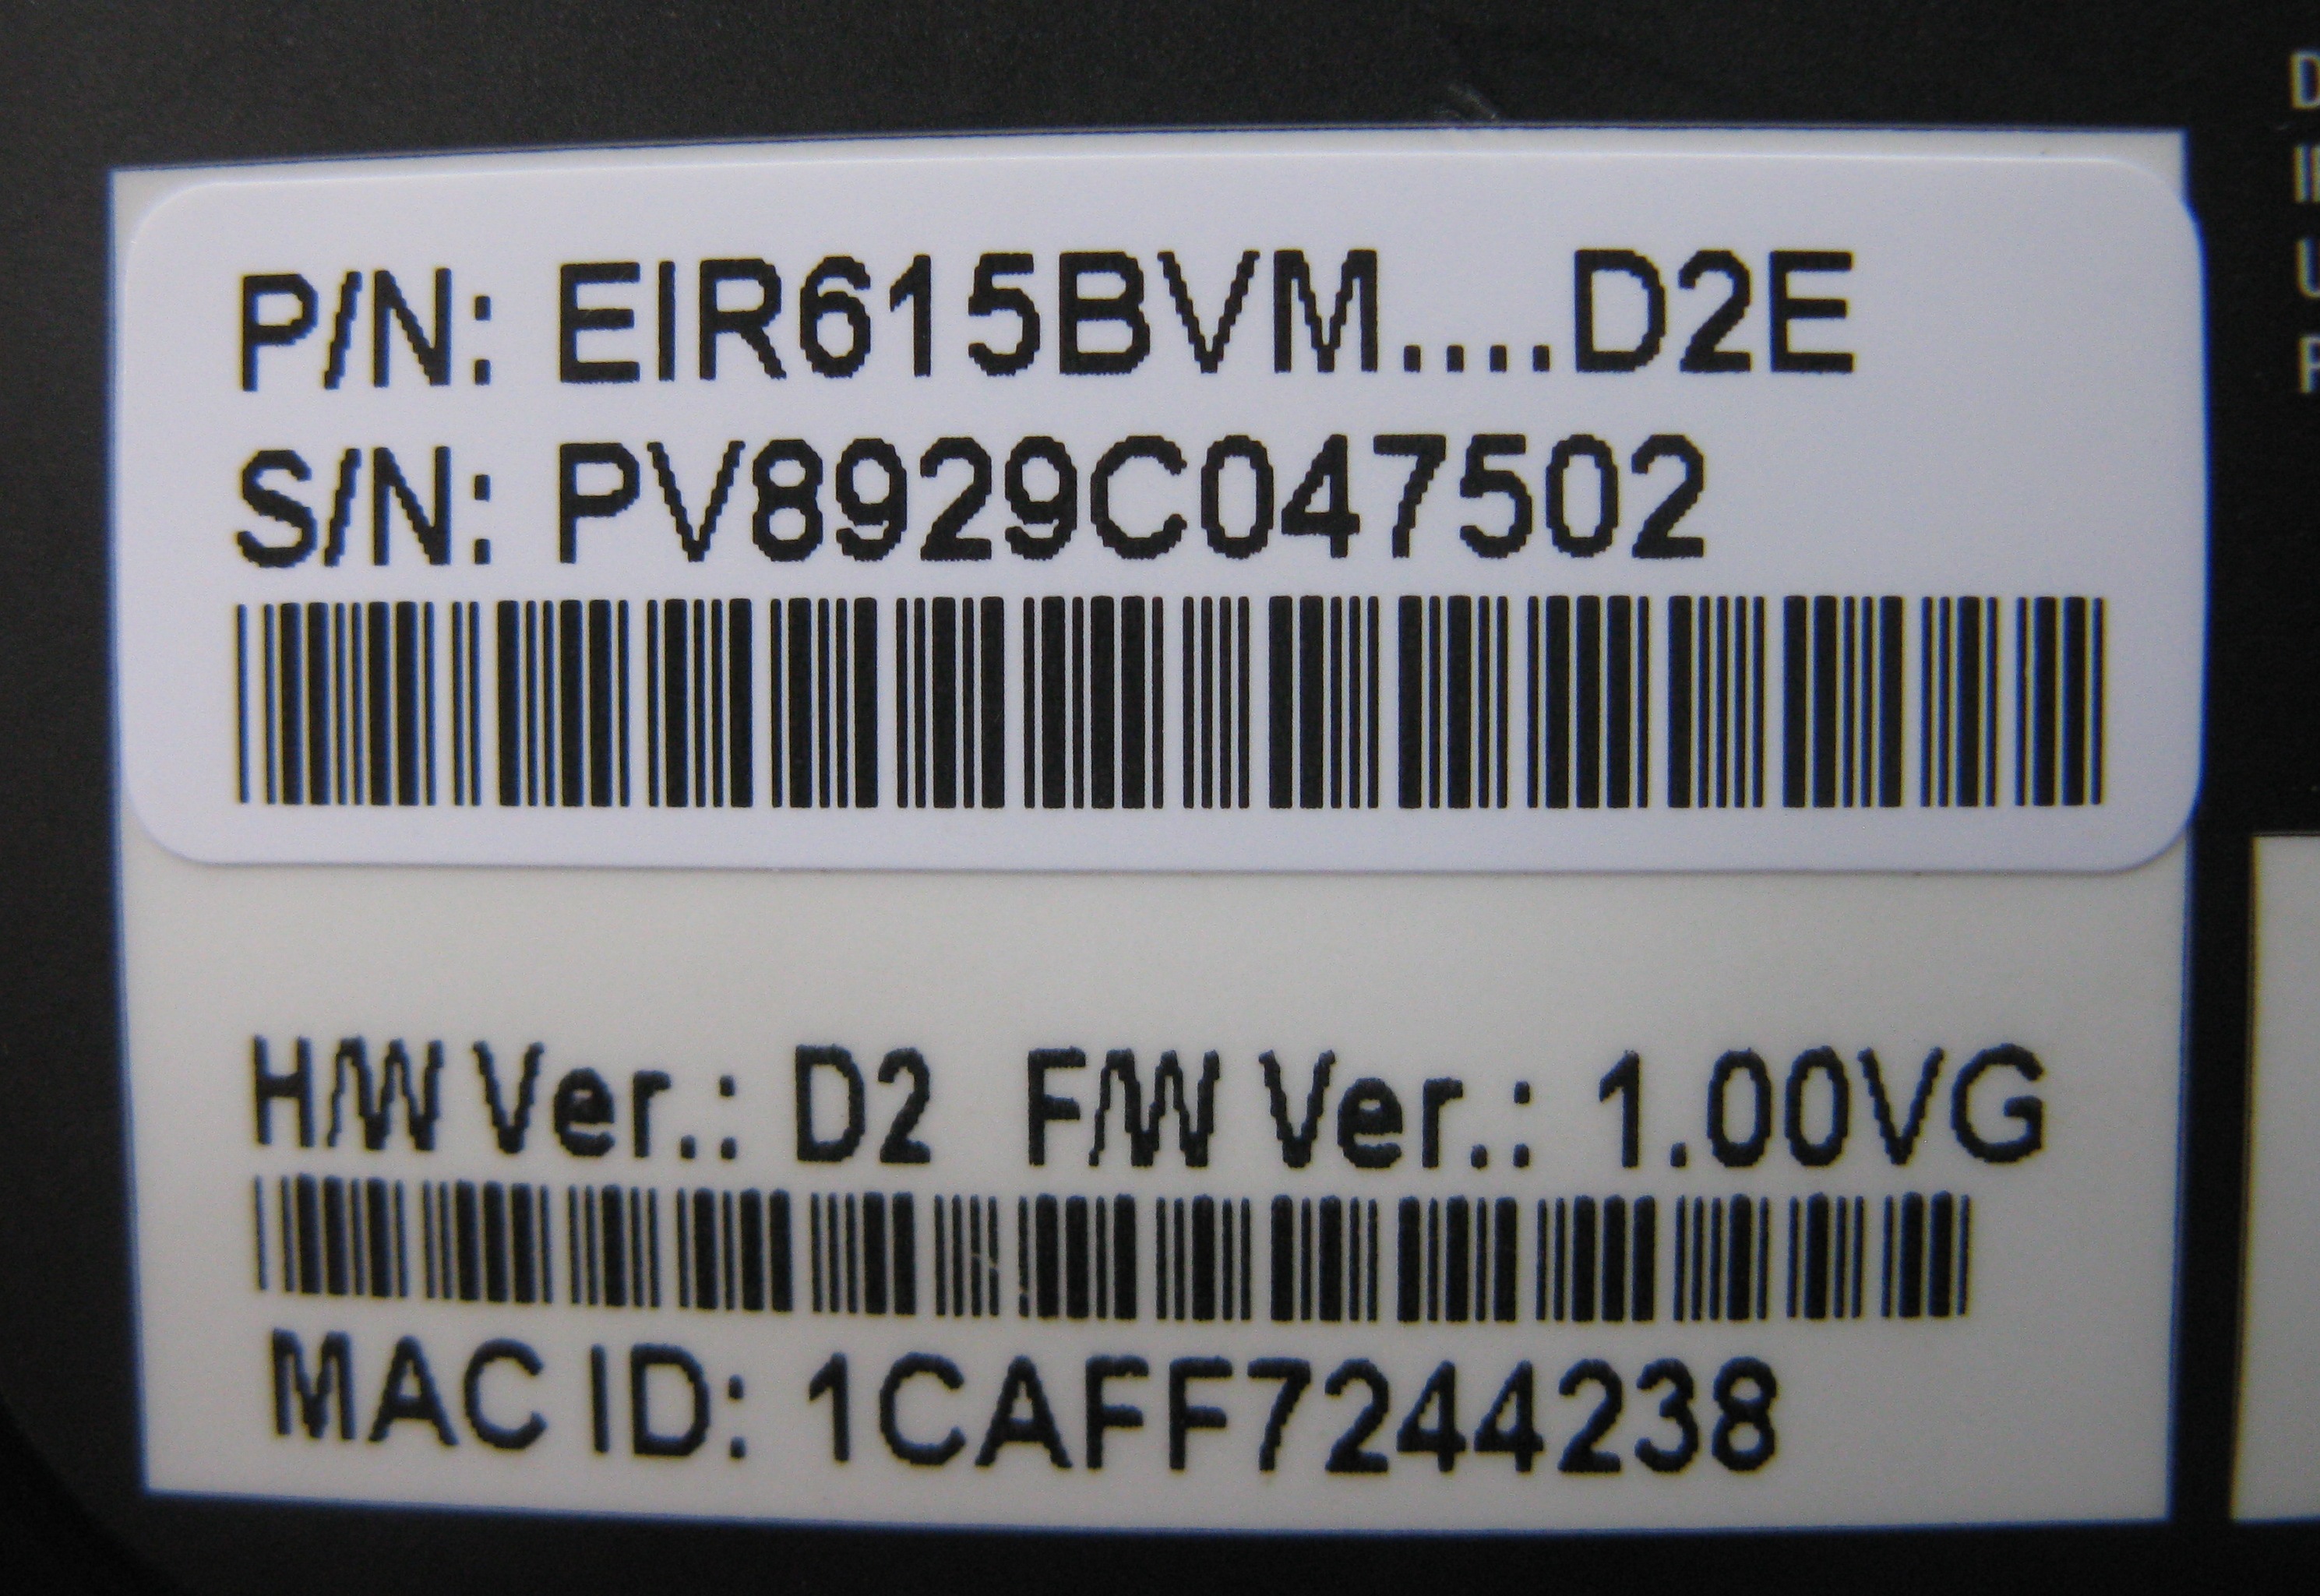 P/N: EIR615BVM....D2E
S/N: PV8929C047502
H/W Ver.: D2 F/W Ver.: 1.00VG
MAC ID: 1CAFF7244238